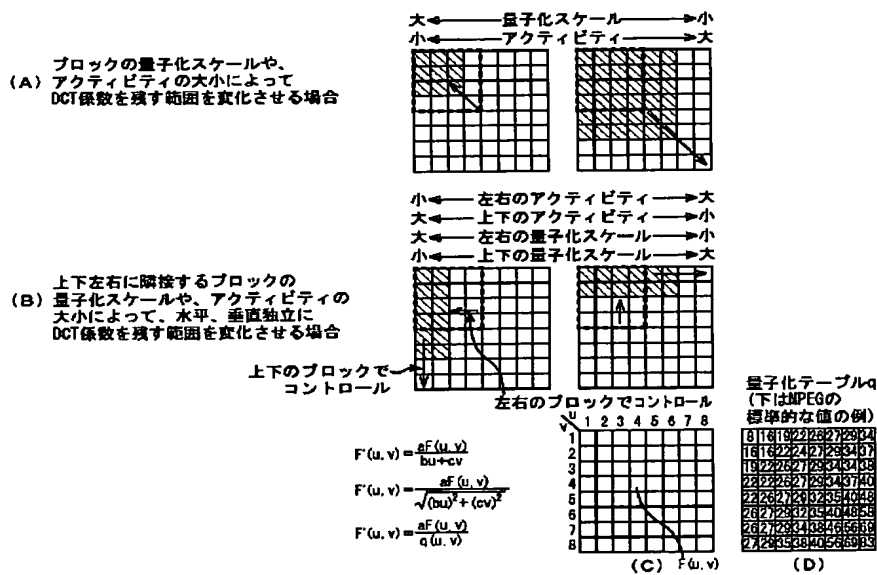 大←量子化スケール→小
小←アクティビティ→大
ブロックの量子化スケールや、
(A) アクティビティの大小によって
DCT係数を残す範囲を変化させる場合
小←左右のアクティビティ→大
大←上下のアクティビティ→小
大←左右の量子化スケール→小
小←上下の量子化スケール→大
上下左右に隣接するブロックの
(B) 量子化スケールや、アクティビティの
大小によって、水平、垂直独立に
DCT係数を残す範囲を変化させる場合
上下のブロックで
コントロール
左右のブロックでコントロール
量子化テーブルq
(下はMPEGの
標準的な値の例)
u
v 1 2 3 4 5 6 7 8
1
2
3
4
5
6
7
8
F'(u,v)=aF(u,v)/bu+cv
F'(u,v)=aF(u,v)/√(bu)²+(cv)²
F'(u,v)=aF(u,v)/q(u,v)
(C) F(u,v)
8 16 19 22 26 27 29 34
16 16 22 24 27 29 34 37
19 22 26 27 29 34 34 38
22 22 26 27 29 34 37 40
22 26 27 29 32 35 40 48
26 27 29 32 35 40 48 58
26 27 29 34 38 46 56 69
27 29 35 38 40 56 69 83
(D)